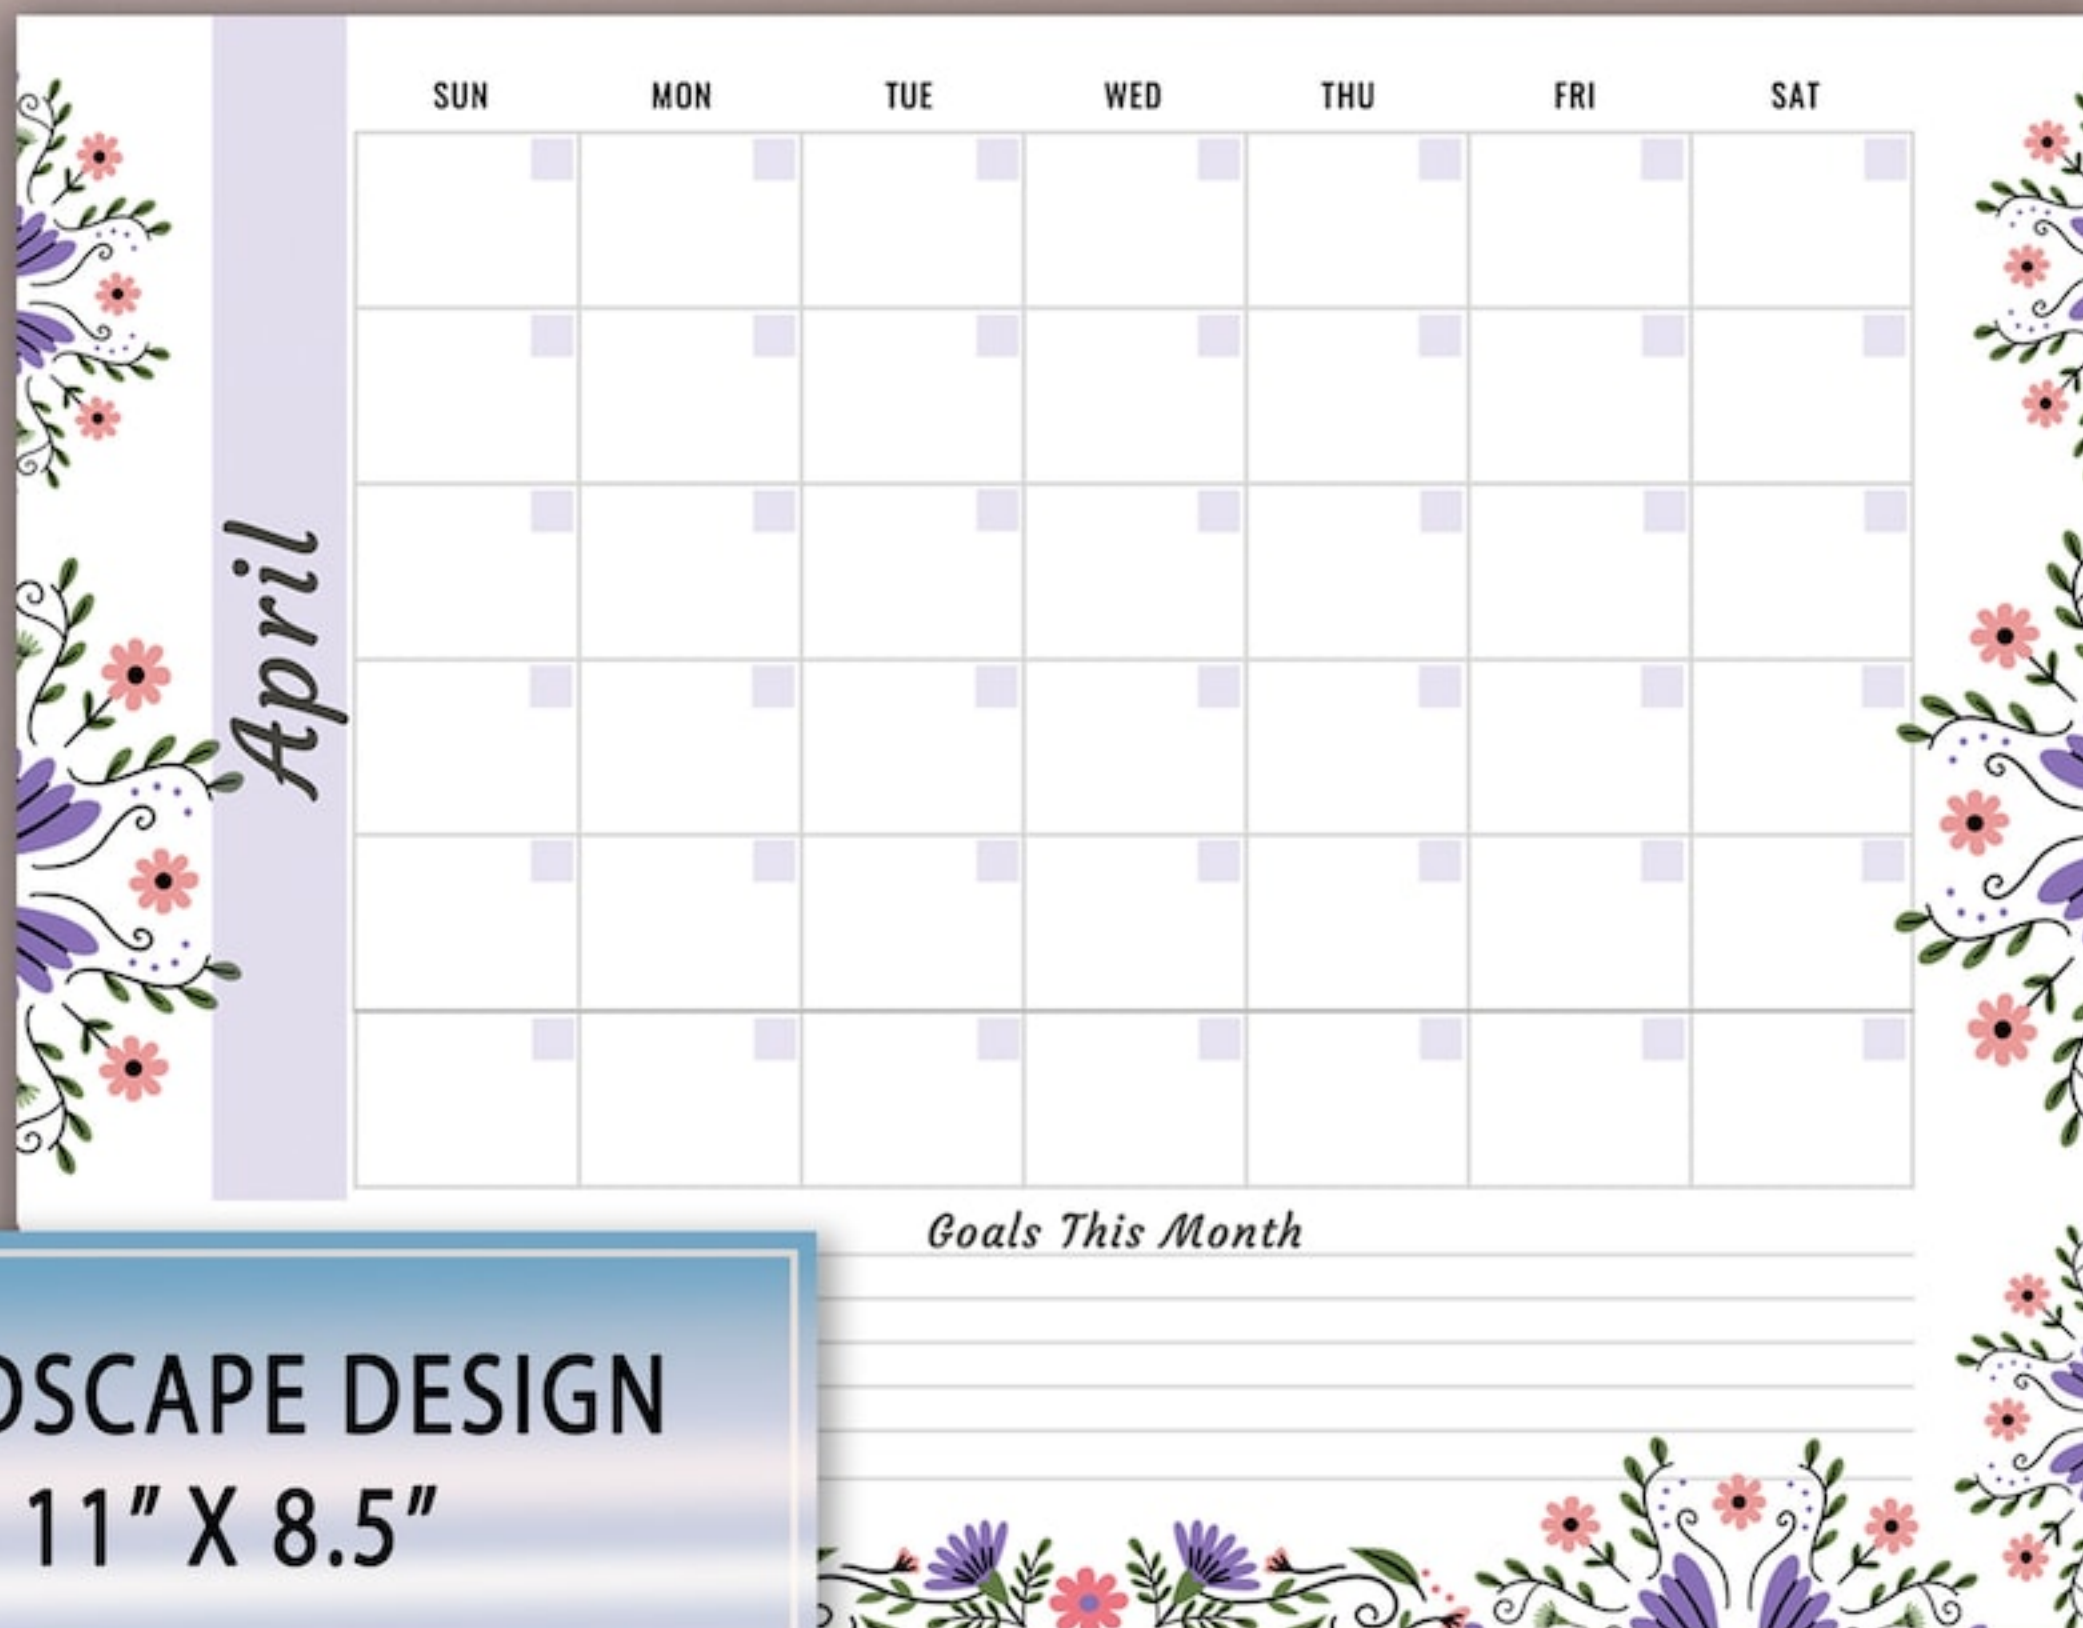 SUN MON TUE WED THU FRI SAT
April
Goals This Month
DSCAPE DESIGN
11" X 8.5"